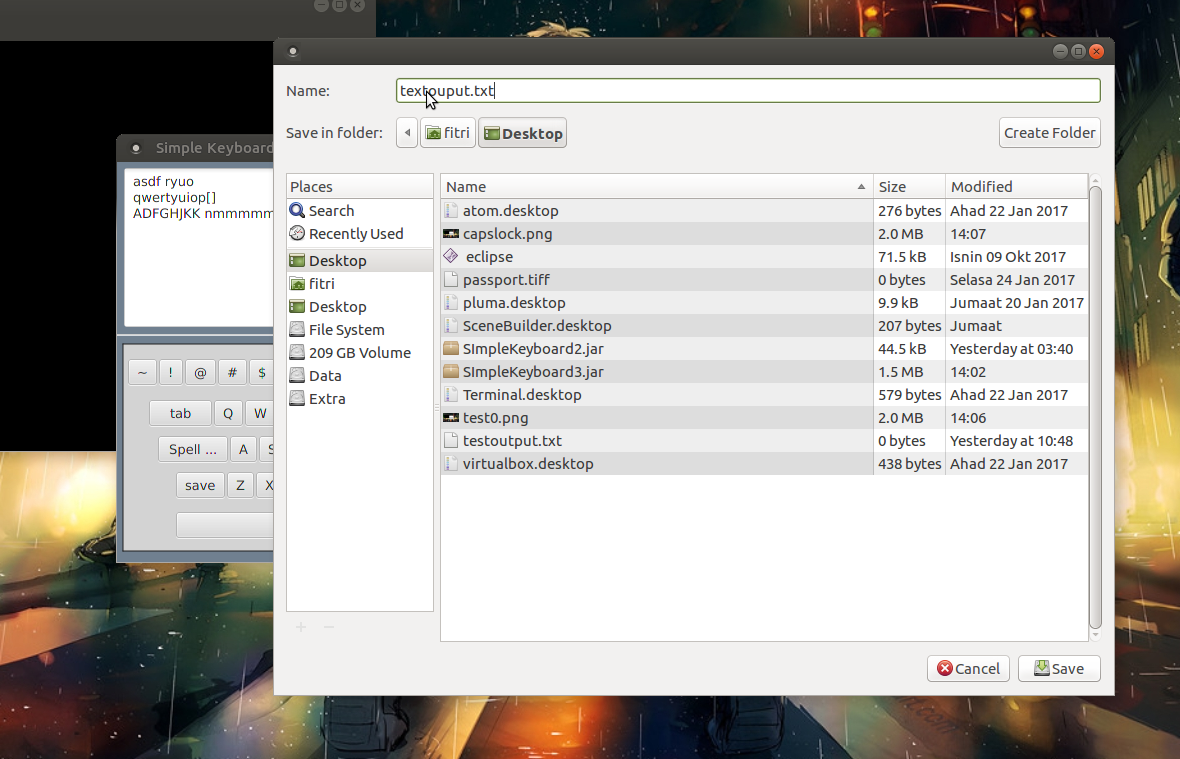 Name: textouput.txt
Save in folder: fitri Desktop Create Folder
Simple Keyboard
asdf ryuo
qwertyuiop[]
ADFGHJKK nmmmmm
~ ! @ # $
tab Q W
Spell ... A S
save Z X
Places
Search
Recently Used
Desktop
fitri
Desktop
File System
209 GB Volume
Data
Extra
Name Size Modified
atom.desktop 276 bytes Ahad 22 Jan 2017
capslock.png 2.0 MB 14:07
eclipse 71.5 kB Isnin 09 Okt 2017
passport.tiff 0 bytes Selasa 24 Jan 2017
pluma.desktop 9.9 kB Jumaat 20 Jan 2017
SceneBuilder.desktop 207 bytes Jumaat
SImpleKeyboard2.jar 44.5 kB Yesterday at 03:40
SImpleKeyboard3.jar 1.5 MB 14:02
Terminal.desktop 579 bytes Ahad 22 Jan 2017
test0.png 2.0 MB 14:06
testoutput.txt 0 bytes Yesterday at 10:48
virtualbox.desktop 438 bytes Ahad 22 Jan 2017
Cancel Save